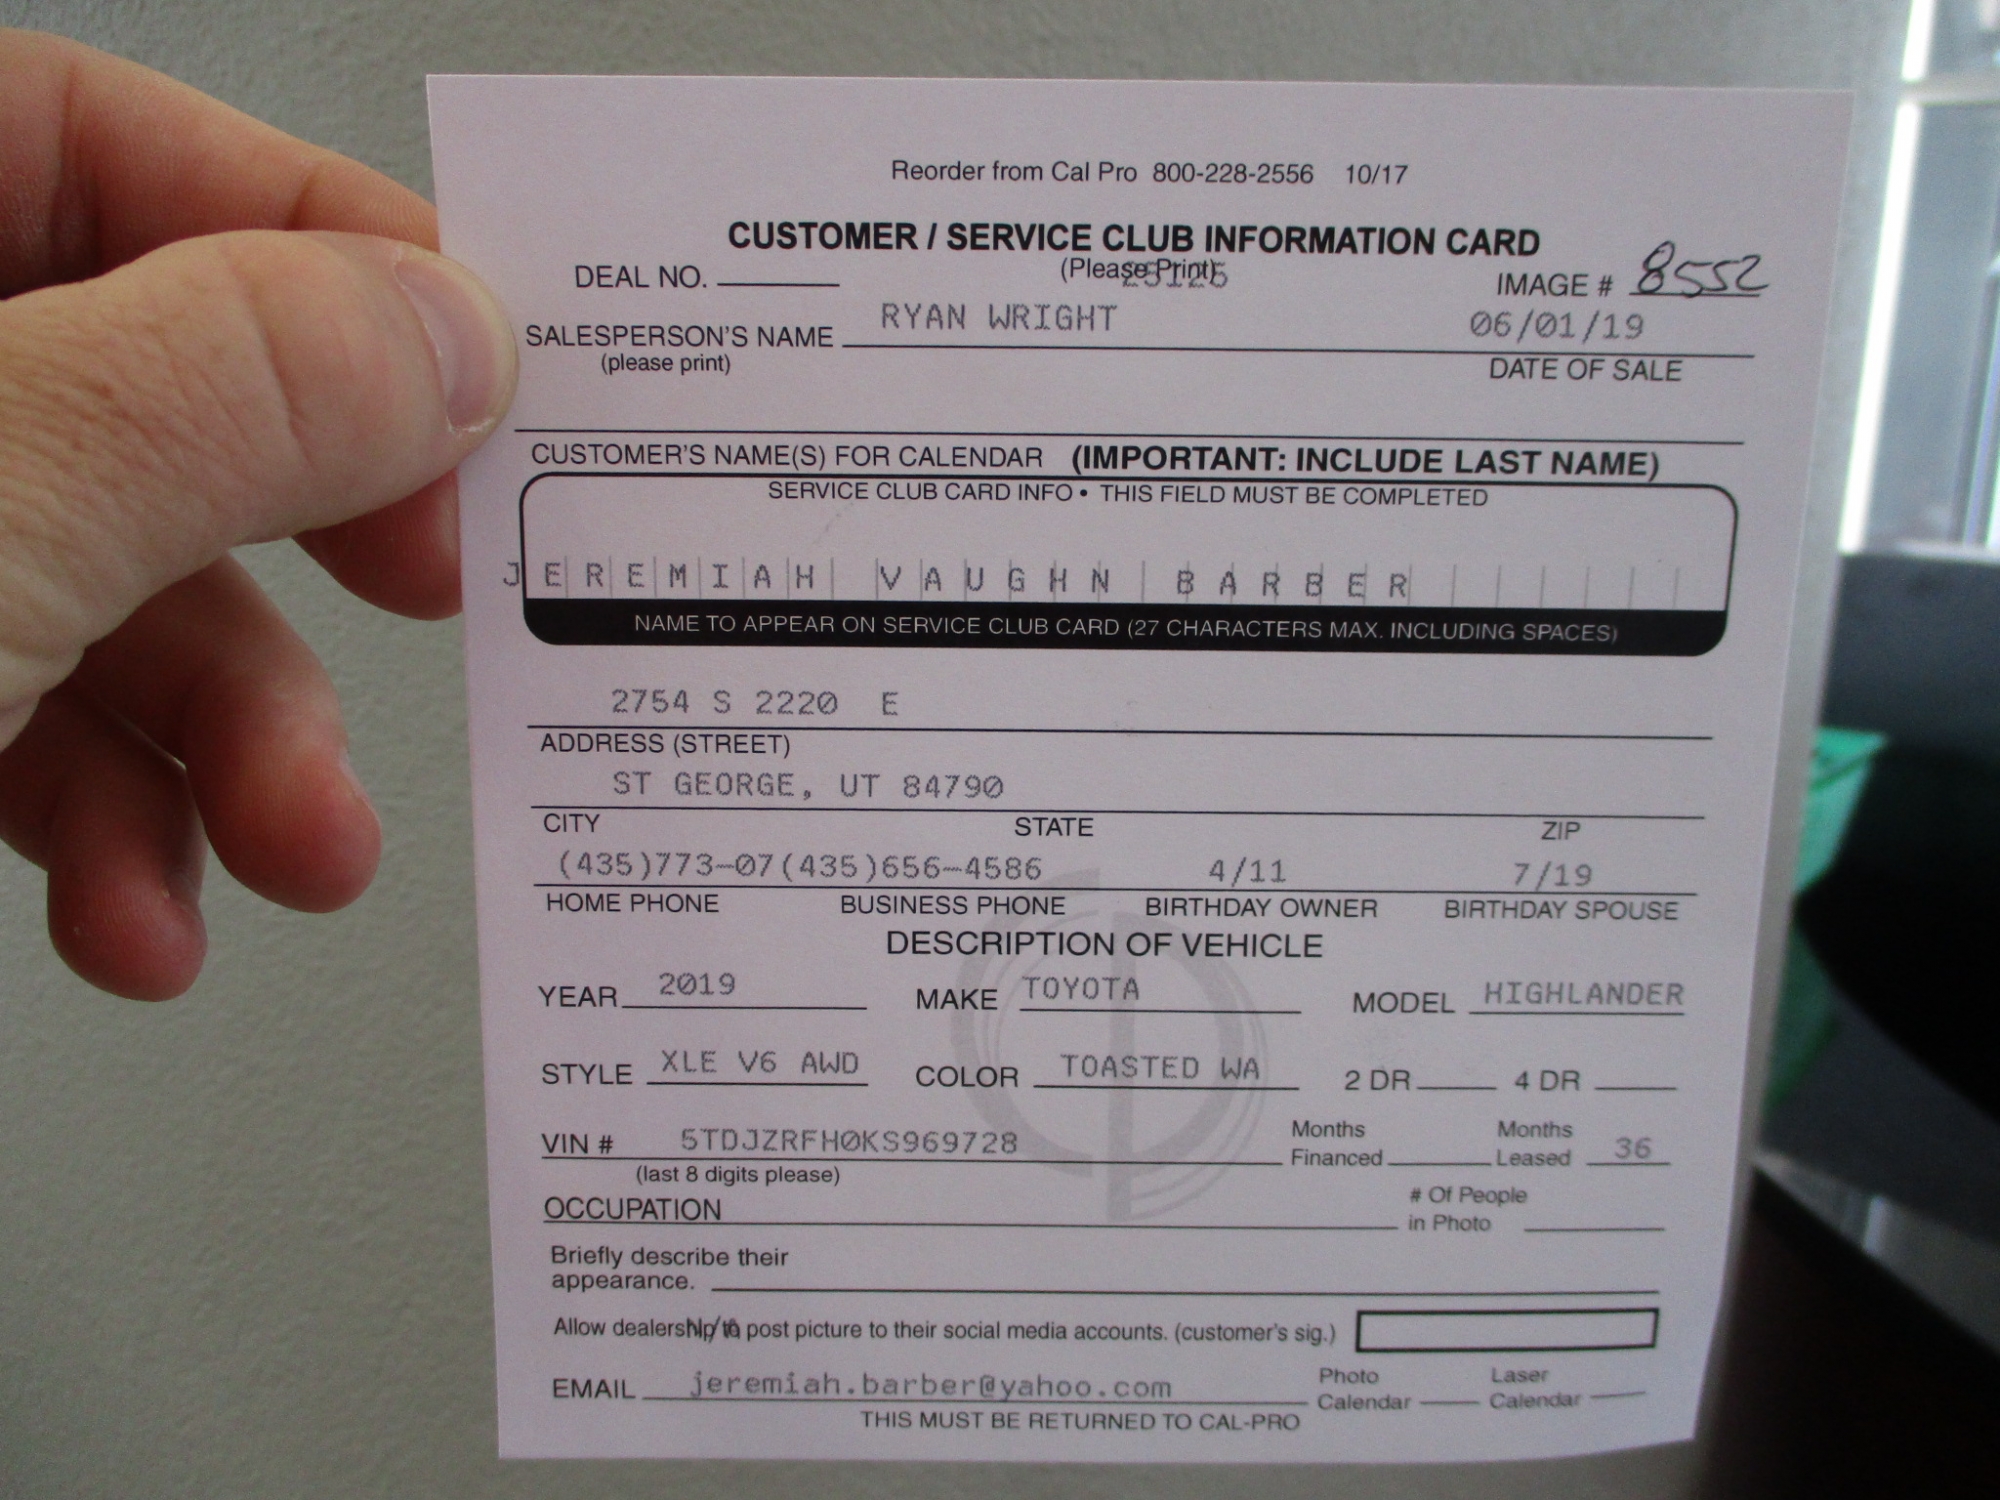 Reorder from Cal Pro 800-228-2556 10/17
CUSTOMER / SERVICE CLUB INFORMATION CARD
(Please Print)
DEAL NO. IMAGE # 8552
SALESPERSON'S NAME RYAN WRIGHT 06/01/19
(please print) DATE OF SALE
CUSTOMER'S NAME(S) FOR CALENDAR (IMPORTANT: INCLUDE LAST NAME)
SERVICE CLUB CARD INFO • THIS FIELD MUST BE COMPLETED
JEREMIAH VAUGHN BARBER
NAME TO APPEAR ON SERVICE CLUB CARD (27 CHARACTERS MAX. INCLUDING SPACES)
2754 S 2220 E
ADDRESS (STREET)
ST GEORGE, UT 84790
CITY STATE ZIP
(435)773-07(435)656-4586 4/11 7/19
HOME PHONE BUSINESS PHONE BIRTHDAY OWNER BIRTHDAY SPOUSE
DESCRIPTION OF VEHICLE
YEAR 2019 MAKE TOYOTA MODEL HIGHLANDER
STYLE XLE V6 AWD COLOR TOASTED WA 2 DR 4 DR
VIN # 5TDJZRFH0KS969728 Months Financed Months Leased 36
(last 8 digits please)
OCCUPATION # Of People in Photo
Briefly describe their
appearance.
Allow dealership to post picture to their social media accounts. (customer's sig.)
EMAIL jeremiah.barber@yahoo.com Photo Calendar Laser Calendar
THIS MUST BE RETURNED TO CAL-PRO